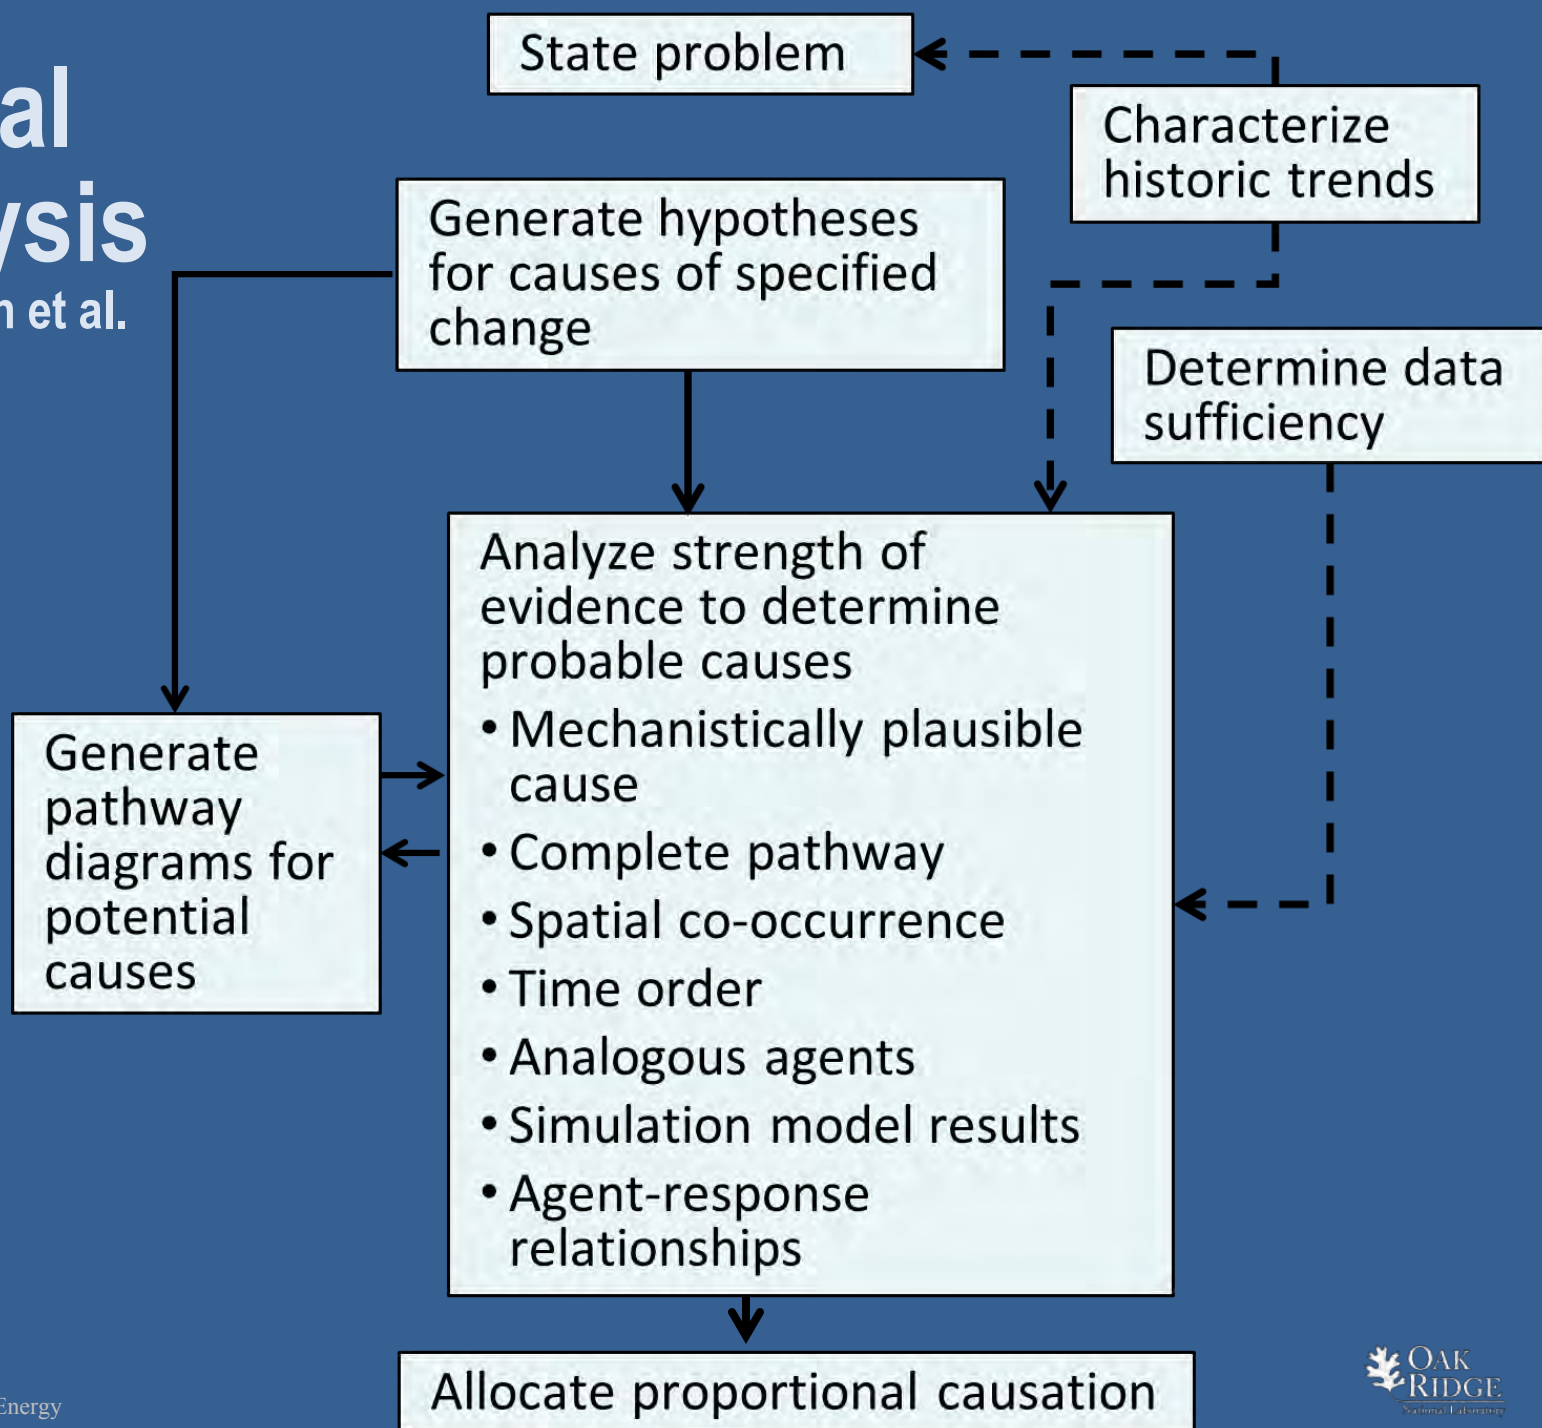 al
ysis
n et al.
State problem
Characterize
historic trends
Generate hypotheses
for causes of specified
change
Determine data
sufficiency
Analyze strength of
evidence to determine
probable causes
• Mechanistically plausible
cause
• Complete pathway
• Spatial co-occurrence
• Time order
• Analogous agents
• Simulation model results
• Agent-response
relationships
Generate
pathway
diagrams for
potential
causes
Allocate proportional causation
Energy
OAK
RIDGE
National Laboratory